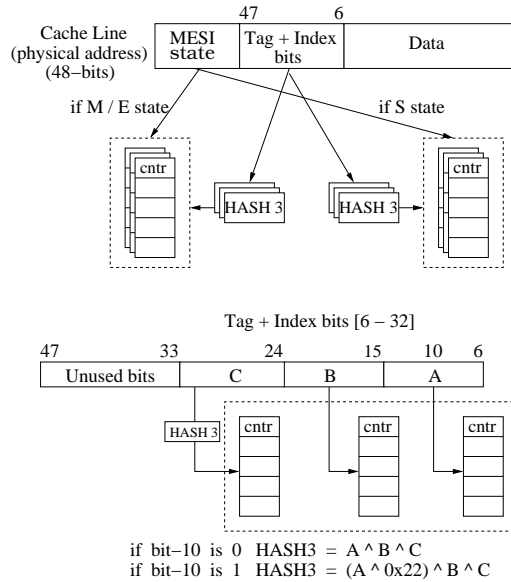 47 6
Cache Line
(physical address)
(48-bits)
MESI
state
Tag + Index
bits
Data
if M / E state
if S state
cntr
HASH 3
HASH 3
cntr
Tag + Index bits [6 - 32]
47 33 24 15 10 6
Unused bits C B A
HASH 3
cntr cntr cntr
if bit-10 is 0 HASH3 = A ^ B ^ C
if bit-10 is 1 HASH3 = (A ^ 0x22) ^ B ^ C